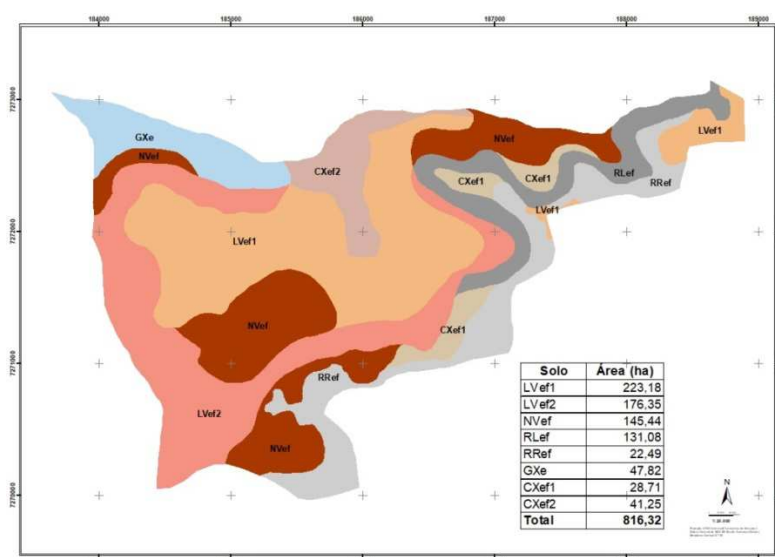 184000 185000 186000 187000 188000 189000
7273000
GXe
NVef
NVef
LVef1
CXef2
CXef1
CXef1
RLef
RRef
7272000
LVef1
LVef1
NVef
CXef1
7271000
RRef
LVef2
NVef
7270000
Solo Área (ha)
LVef1 223,18
LVef2 176,35
NVef 145,44
RLef 131,08
RRef 22,49
GXe 47,82
CXef1 28,71
CXef2 41,25
Total 816,32
N